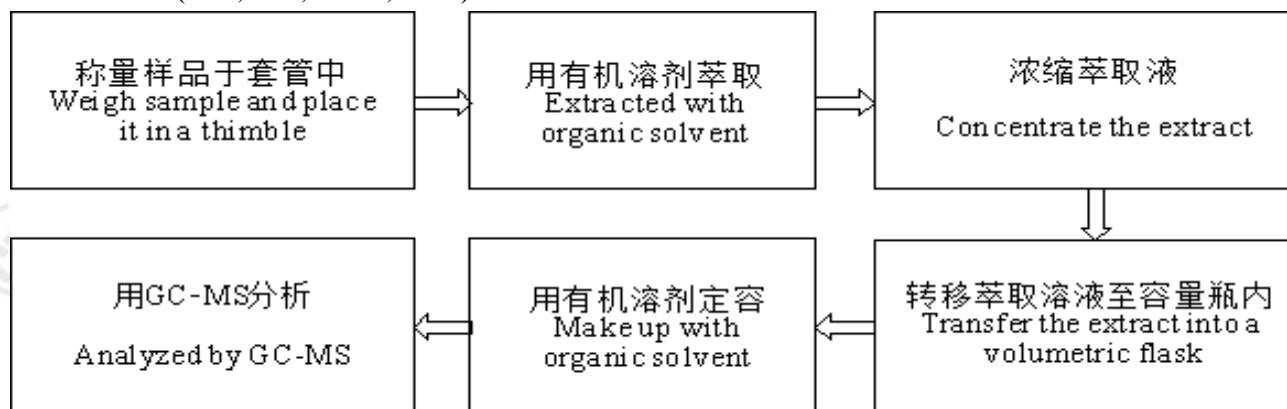 称量样品于套管中
Weigh sample and place
it in a thimble
用有机溶剂萃取
Extracted with
organic solvent
浓缩萃取液
Concentrate the extract
转移萃取溶液至容量瓶内
Transfer the extract into a
volumetric flask
用有机溶剂定容
Make up with
organic solvent
用GC-MS分析
Analyzed by GC-MS